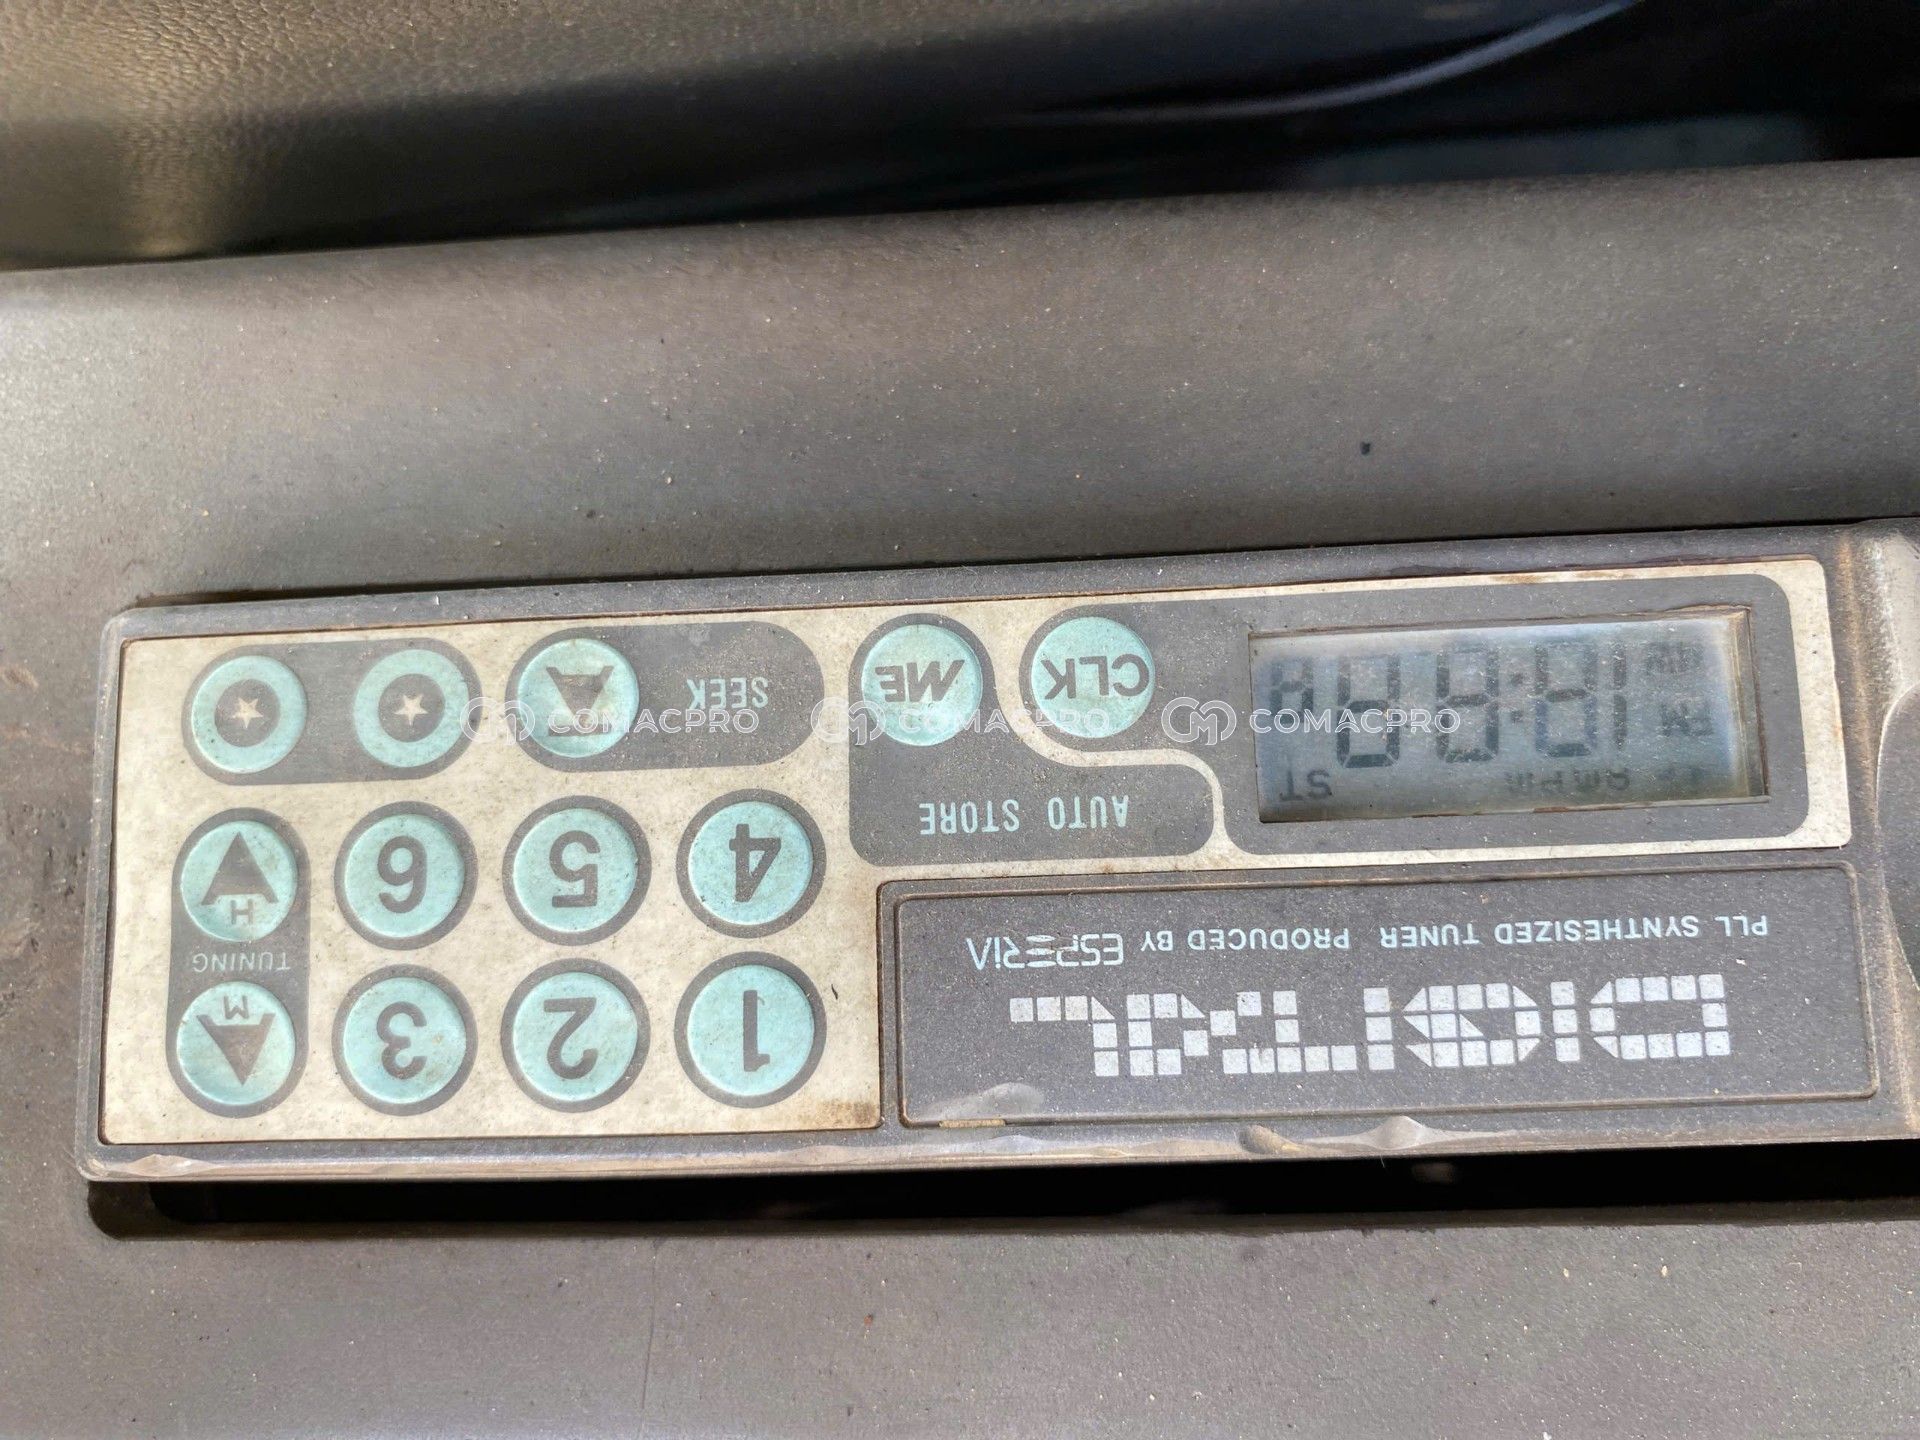 DIGITAL
PLL SYNTHESIZED TUNER PRODUCED BY ESPERIA
1 2 3
M
TUNING
H
4 5 6
AUTO STORE
CLK
ME
SEEK
ST
FM
MW
COMACPRO COMACPRO COMACPRO